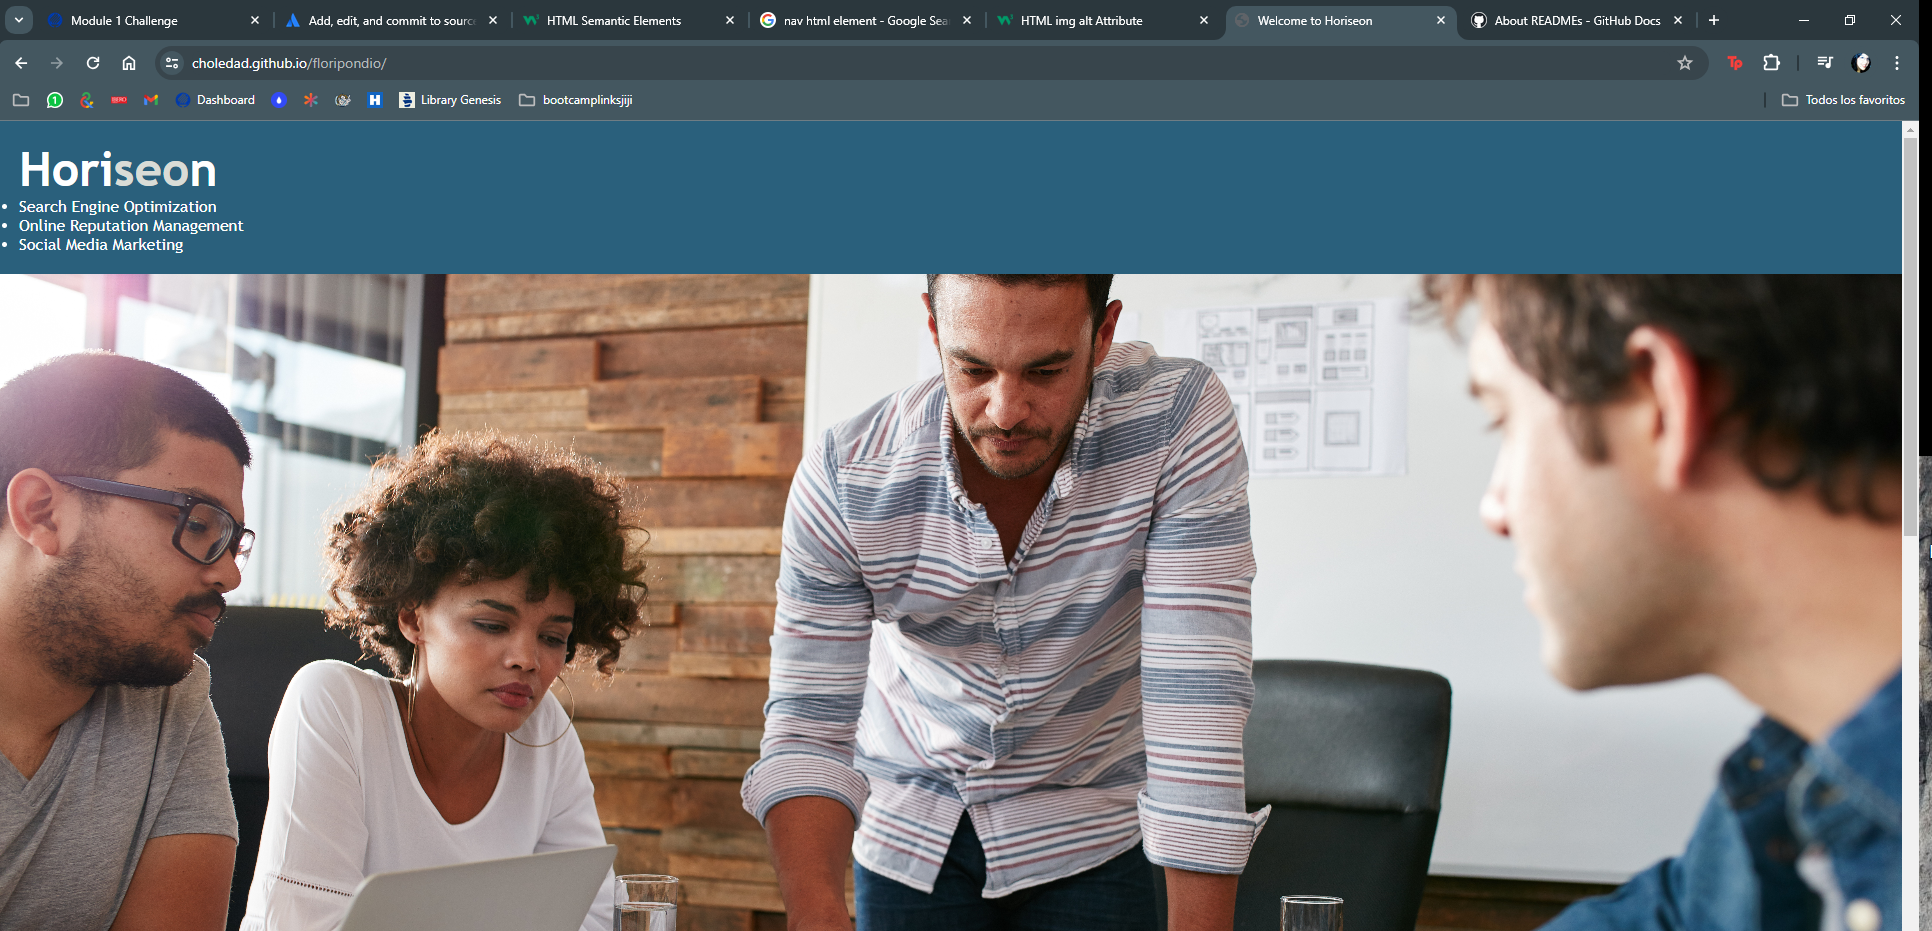 Module 1 Challenge
Add, edit, and commit to sourc
HTML Semantic Elements
nav html element - Google Sea
HTML img alt Attribute
Welcome to Horiseon
About READMEs - GitHub Docs
choledad.github.io/floripondio/
Dashboard
Library Genesis
bootcamplinksjiji
Todos los favoritos
Horiseon
Search Engine Optimization
Online Reputation Management
Social Media Marketing